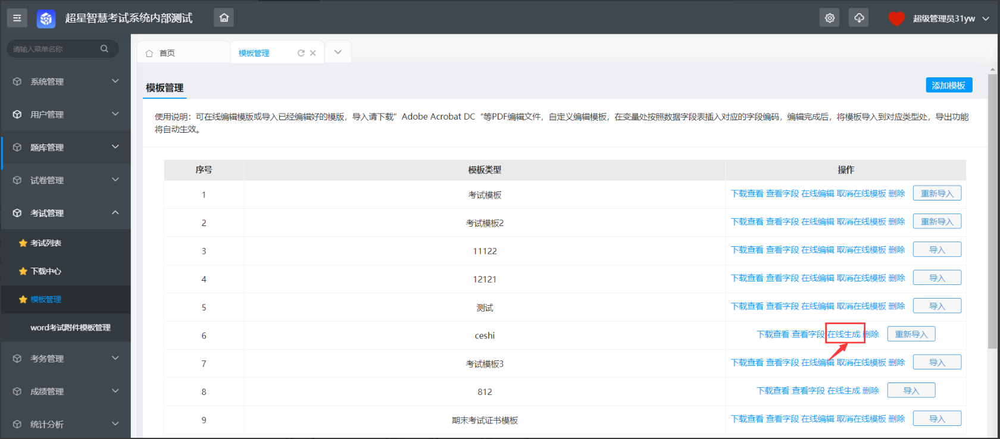 超星智慧考试系统内部测试
超级管理员31yw
请输入菜单名称
首页
模板管理
系统管理
用户管理
题库管理
试卷管理
考试管理
考试列表
下载中心
模板管理
word考试附件模板管理
考务管理
成绩管理
统计分析
模板管理
添加模板
使用说明：可在线编辑模版或导入已经编辑好的模版，导入请下载”Adobe Acrobat DC “等PDF编辑文件，自定义编辑模板，在变量处按照数据字段表插入对应的字段编码，编辑完成后，将模板导入到对应类型处，导出功能
将自动生效。
序号 模板类型 操作
1 考试模板 下载查看 查看字段 在线编辑 取消在线模板 删除 重新导入
2 考试模板2 下载查看 查看字段 在线编辑 取消在线模板 删除 重新导入
3 11122 下载查看 查看字段 在线编辑 取消在线模板 删除 导入
4 12121 下载查看 查看字段 在线编辑 取消在线模板 删除 导入
5 测试 下载查看 查看字段 在线编辑 取消在线模板 删除 导入
6 ceshi 下载查看 查看字段 在线生成 删除 重新导入
7 考试模板3 下载查看 查看字段 在线编辑 取消在线模板 删除 导入
8 812 下载查看 查看字段 在线生成 删除 导入
9 期末考试证书模板 下载查看 查看字段 在线编辑 取消在线模板 删除 导入